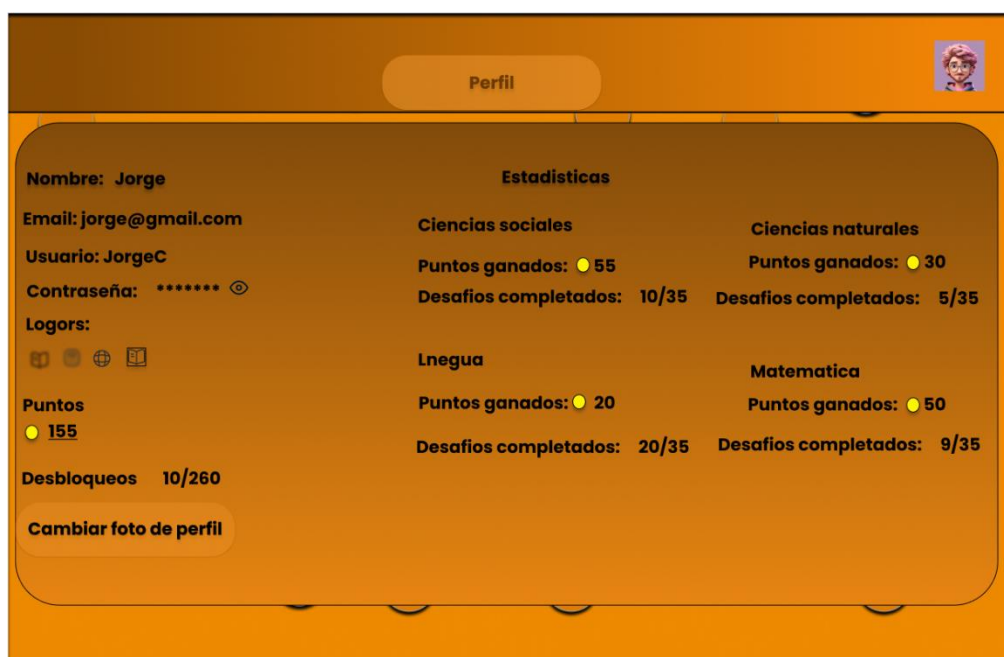 Perfil
Nombre: Jorge
Email: jorge@gmail.com
Usuario: JorgeC
Contraseña: *******
Logors:
Puntos
155
Desbloqueos 10/260
Cambiar foto de perfil
Estadisticas
Ciencias sociales
Puntos ganados: 55
Desafios completados: 10/35
Ciencias naturales
Puntos ganados: 30
Desafios completados: 5/35
Lnegua
Puntos ganados: 20
Desafios completados: 20/35
Matematica
Puntos ganados: 50
Desafios completados: 9/35